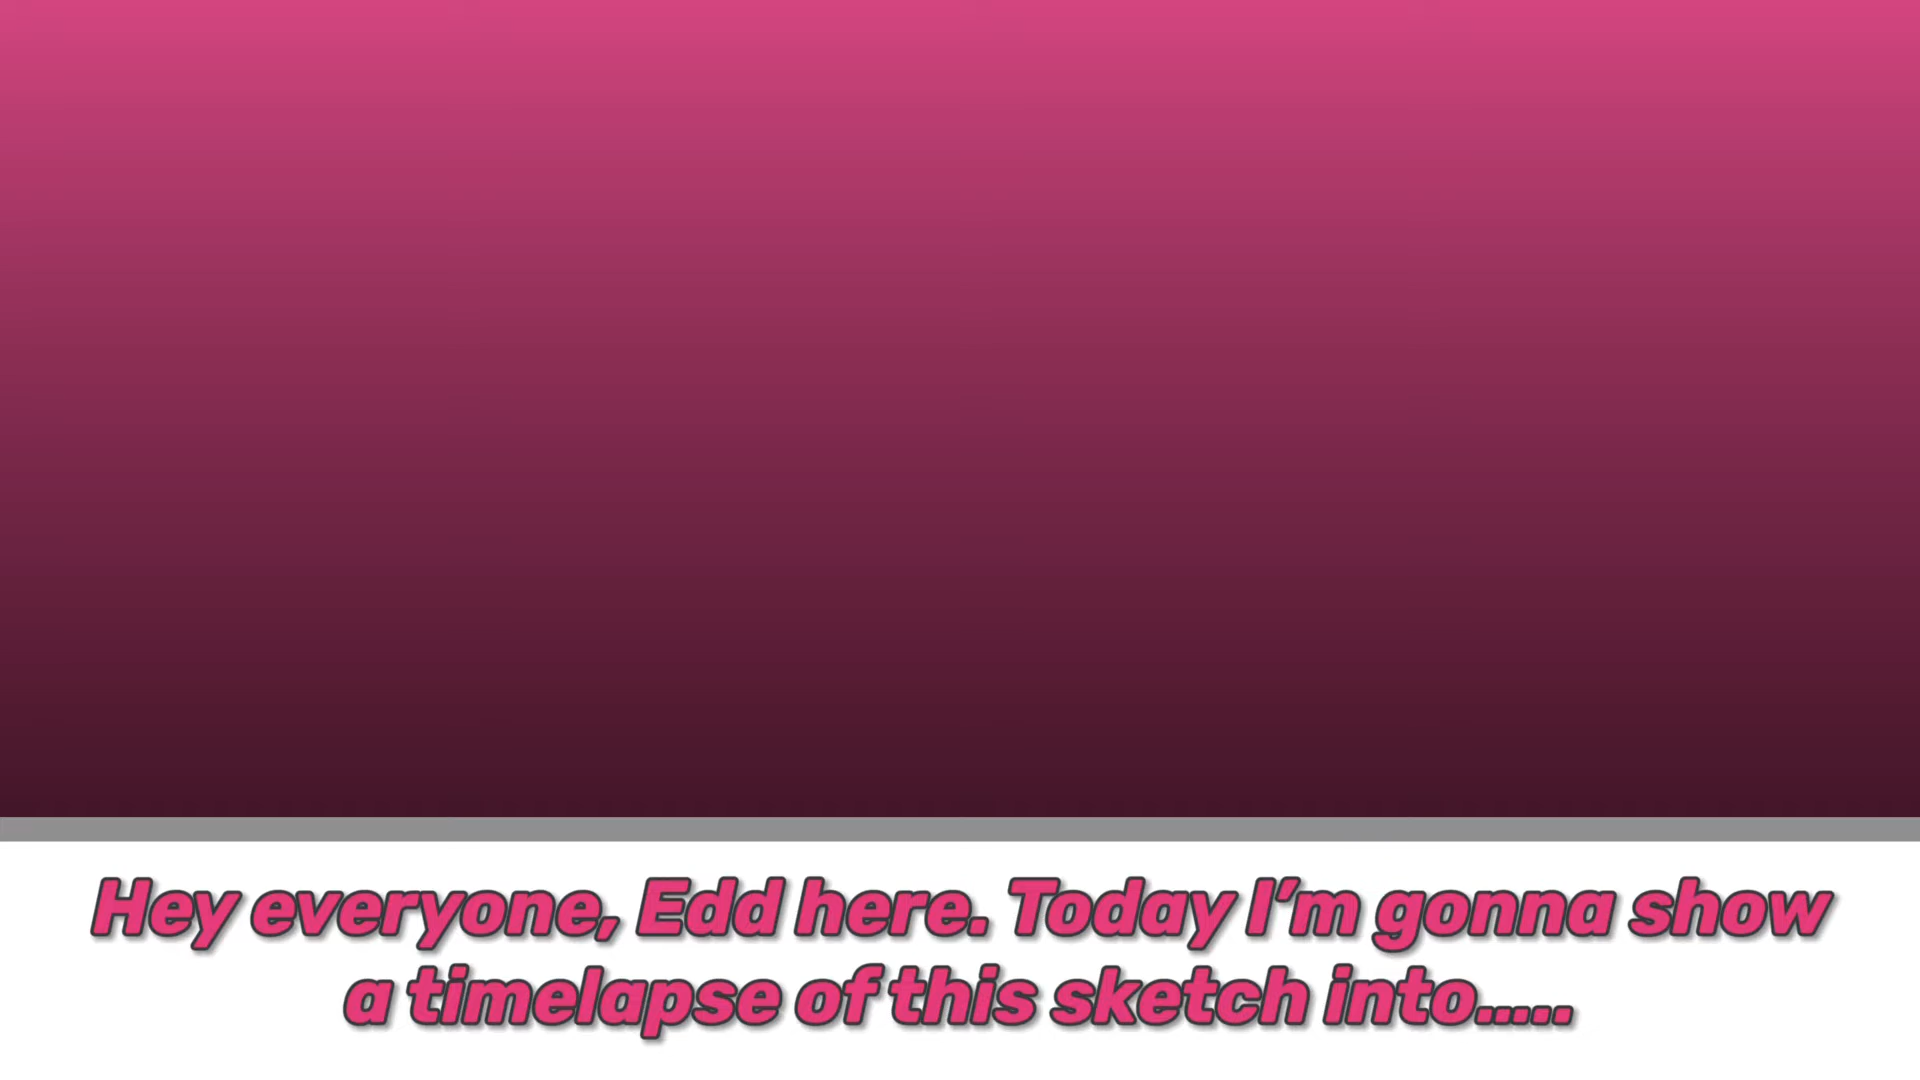 Hey everyone, Edd here. Today I’m gonna show
a timelapse of this sketch into.....